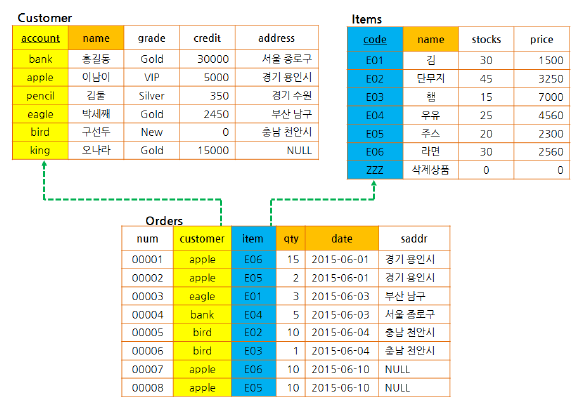 Customer
account name grade credit address
bank 홍길동 Gold 30000 서울 종로구
apple 이남이 VIP 5000 경기 용인시
pencil 김둘 Silver 350 경기 수원
eagle 박세째 Gold 2450 부산 남구
bird 구선두 New 0 충남 천안시
king 오나라 Gold 15000 NULL
Items
code name stocks price
E01 김 30 1500
E02 단무지 45 3250
E03 햄 15 7000
E04 우유 25 4560
E05 주스 20 2300
E06 라면 30 2560
ZZZ 삭제상품 0 0
Orders
num customer item qty date saddr
00001 apple E06 15 2015-06-01 경기 용인시
00002 apple E05 2 2015-06-01 경기 용인시
00003 eagle E01 3 2015-06-03 부산 남구
00004 bank E04 5 2015-06-03 서울 종로구
00005 bird E02 10 2015-06-04 충남 천안시
00006 bird E03 1 2015-06-04 충남 천안시
00007 apple E06 10 2015-06-10 NULL
00008 apple E05 10 2015-06-10 NULL